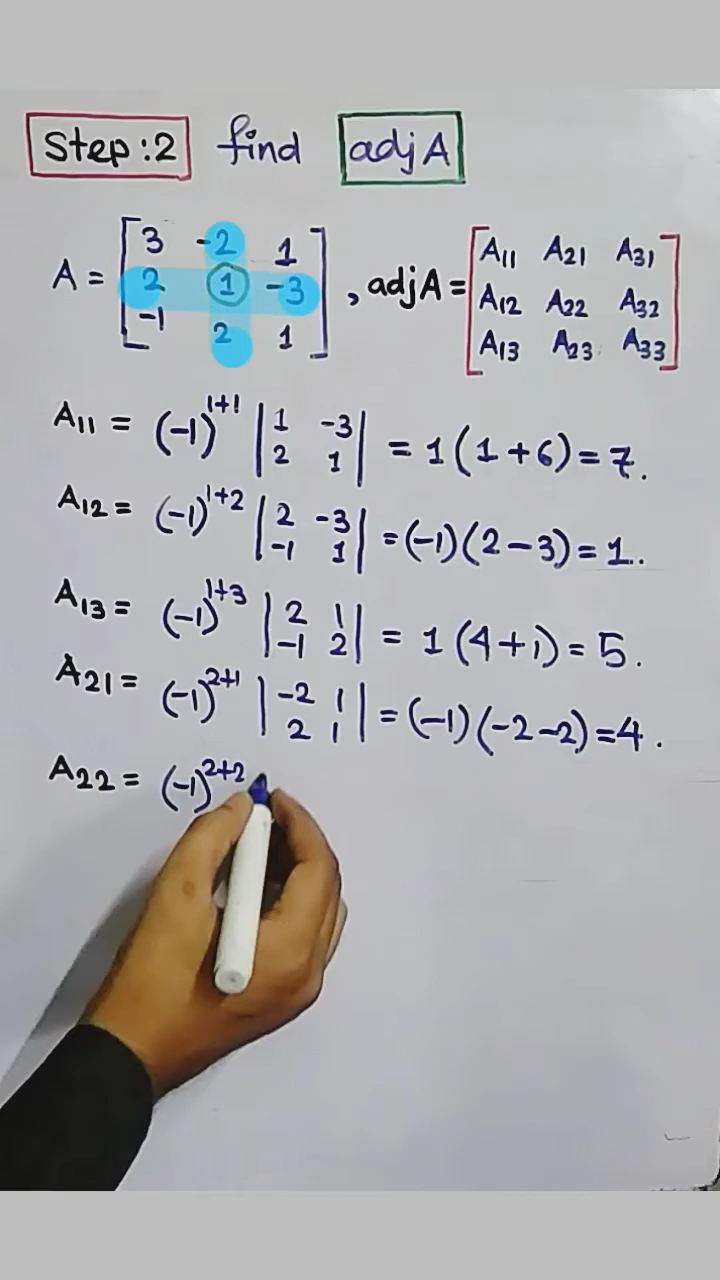 Step:2 find adj A
A = [3 -2 1; 2 1 -3; -1 2 1], adj A = [A11 A21 A31; A12 A22 A32; A13 A23 A33]
A11 = (-1)^1+1 |1 -3; 2 1| = 1(1+6) = 7.
A12 = (-1)^1+2 |2 -3; -1 1| = (-1)(2-3) = 1.
A13 = (-1)^1+3 |2 1; -1 2| = 1(4+1) = 5.
A21 = (-1)^2+1 |-2 1; 2 1| = (-1)(-2-2) = 4.
A22 = (-1)^2+2